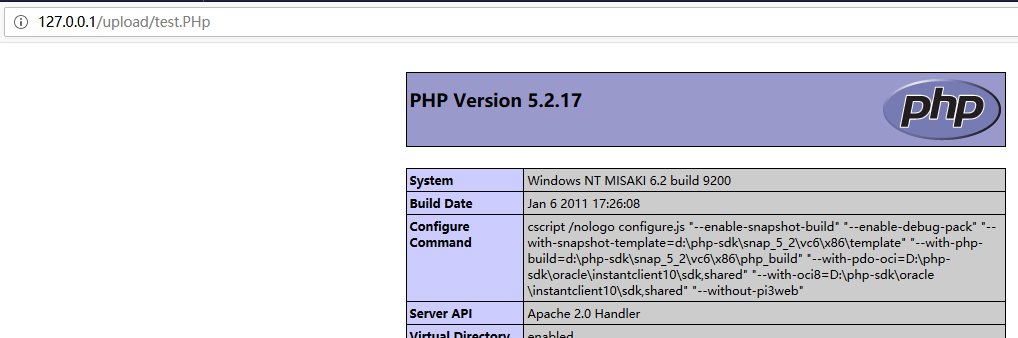 127.0.0.1/upload/test.PHp
PHP Version 5.2.17
php
System Windows NT MISAKI 6.2 build 9200
Build Date Jan 6 2011 17:26:08
Configure cscript /nologo configure.js "--enable-snapshot-build" "--enable-debug-pack" "--
Command with-snapshot-template=d:\php-sdk\snap_5_2\vc6\x86\template" "--with-php-
build=d:\php-sdk\snap_5_2\vc6\x86\php_build" "--with-pdo-oci=D:\php-
sdk\oracle\instantclient10\sdk,shared" "--with-oci8=D:\php-sdk\oracle
\instantclient10\sdk,shared" "--without-pi3web"
Server API Apache 2.0 Handler
Virtual Directory enabled